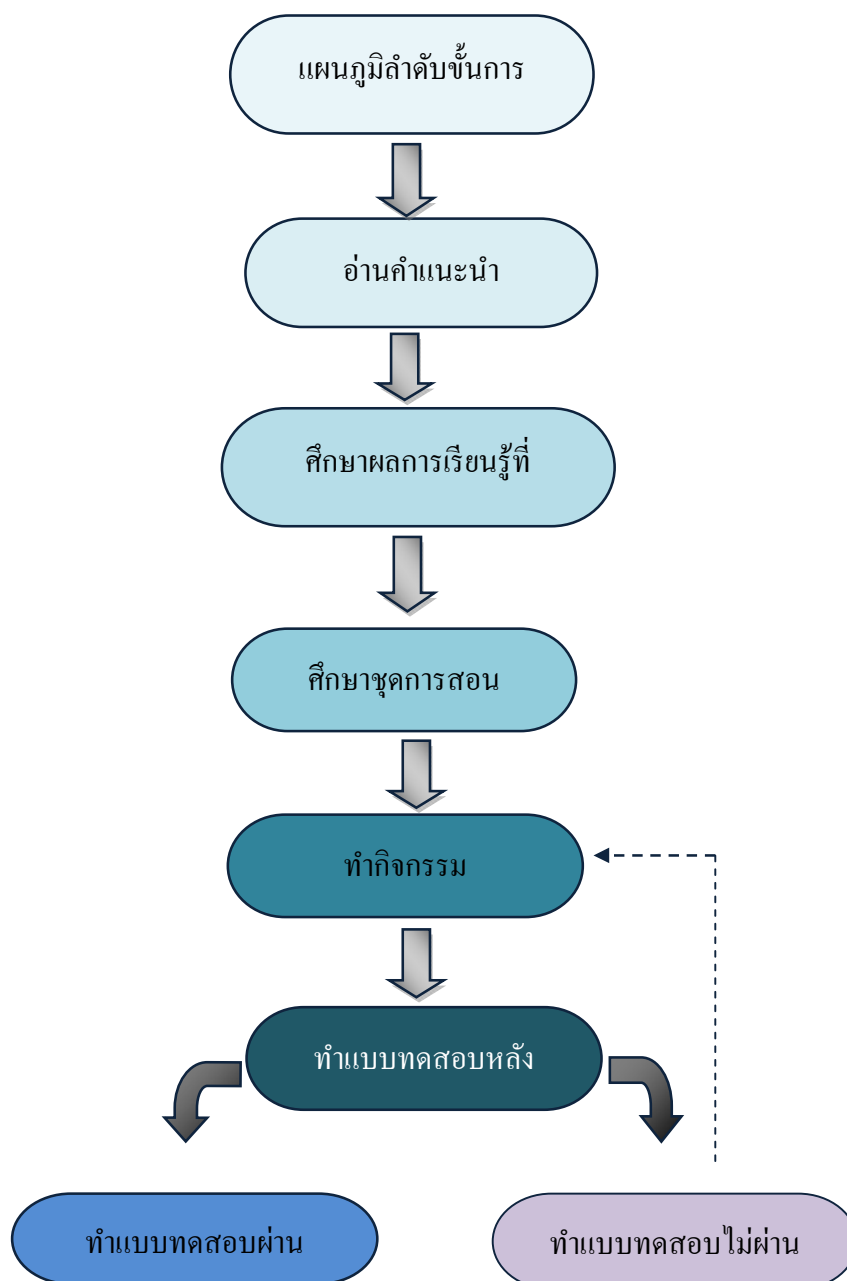 แผนภูมิลำดับขั้นการ
อ่านคำแนะนำ
ศึกษาผลการเรียนรู้ที่
ศึกษาชุดการสอน
ทำกิจกรรม
ทำแบบทดสอบหลัง
ทำแบบทดสอบผ่าน
ทำแบบทดสอบไม่ผ่าน